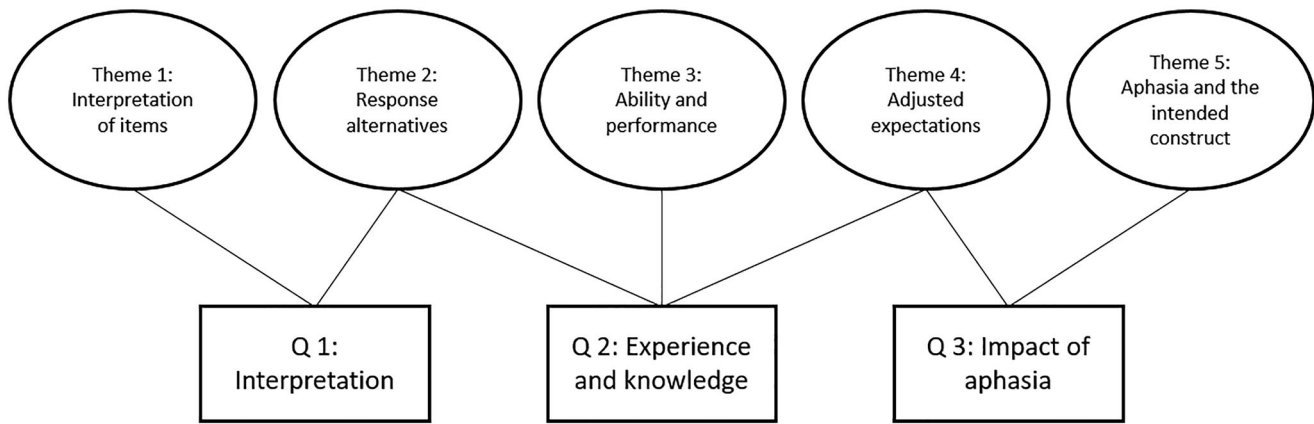 Theme 1:
Interpretation
of items
Theme 2:
Response
alternatives
Theme 3:
Ability and
performance
Theme 4:
Adjusted
expectations
Theme 5:
Aphasia and the
intended
construct
Q 1:
Interpretation
Q 2: Experience
and knowledge
Q 3: Impact of
aphasia